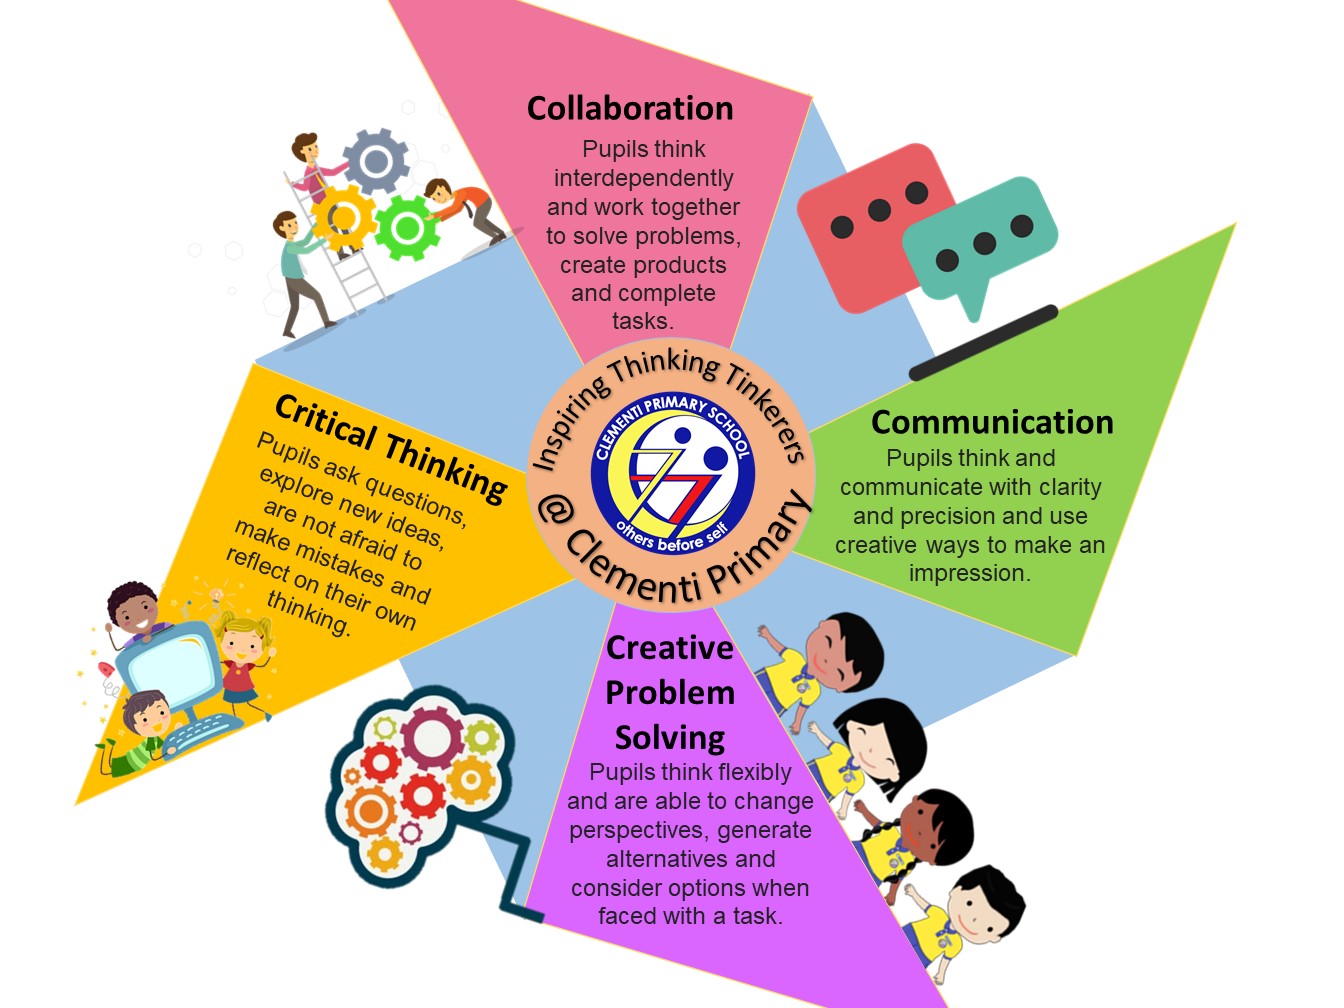 Collaboration
Pupils think
interdependently
and work together
to solve problems,
create products
and complete
tasks.
Communication
Pupils think and
communicate with clarity
and precision and use
creative ways to make an
impression.
Creative
Problem
Solving
Pupils think flexibly
and are able to change
perspectives, generate
alternatives and
consider options when
faced with a task.
Critical Thinking
Pupils ask questions,
explore new ideas,
are not afraid to
make mistakes and
reflect on their own
thinking.
Inspiring Thinking Tinkerers
@ Clementi Primary
CLEMENTI PRIMARY SCHOOL
others before self